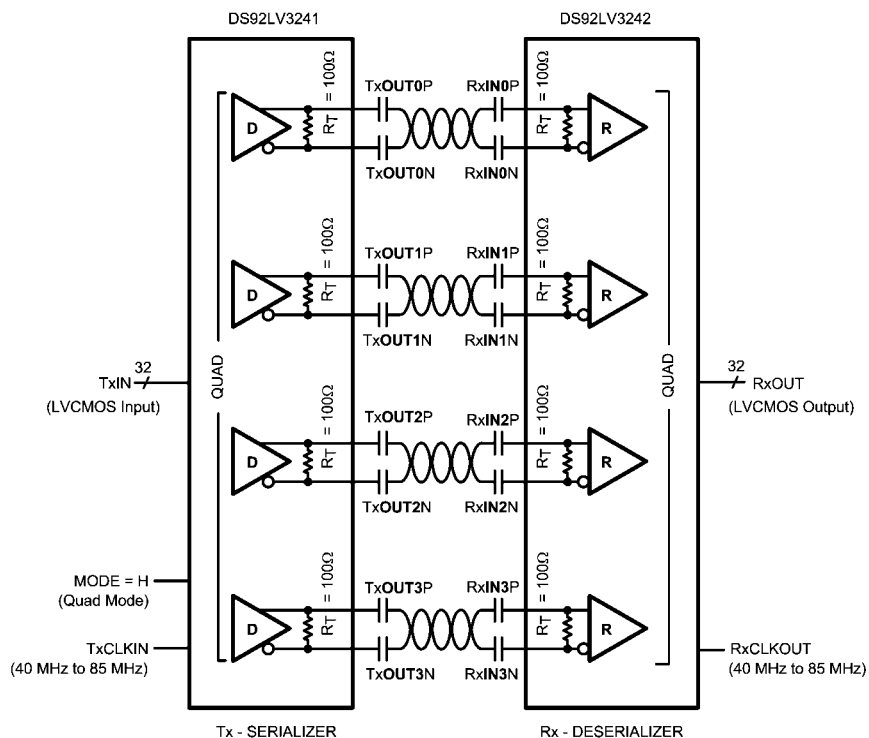 DS92LV3241
DS92LV3242
TxOUT0P
RxIN0P
RT = 100Ω
RT = 100Ω
D
R
TxOUT0N
RxIN0N
TxOUT1P
RxIN1P
RT = 100Ω
RT = 100Ω
D
R
TxOUT1N
RxIN1N
QUAD
QUAD
TxIN
32
(LVCMOS Input)
32
RxOUT
(LVCMOS Output)
TxOUT2P
RxIN2P
RT = 100Ω
RT = 100Ω
D
R
TxOUT2N
RxIN2N
MODE = H
(Quad Mode)
TxOUT3P
RxIN3P
RT = 100Ω
RT = 100Ω
D
R
TxCLKIN
(40 MHz to 85 MHz)
TxOUT3N
RxIN3N
RxCLKOUT
(40 MHz to 85 MHz)
Tx - SERIALIZER
Rx - DESERIALIZER